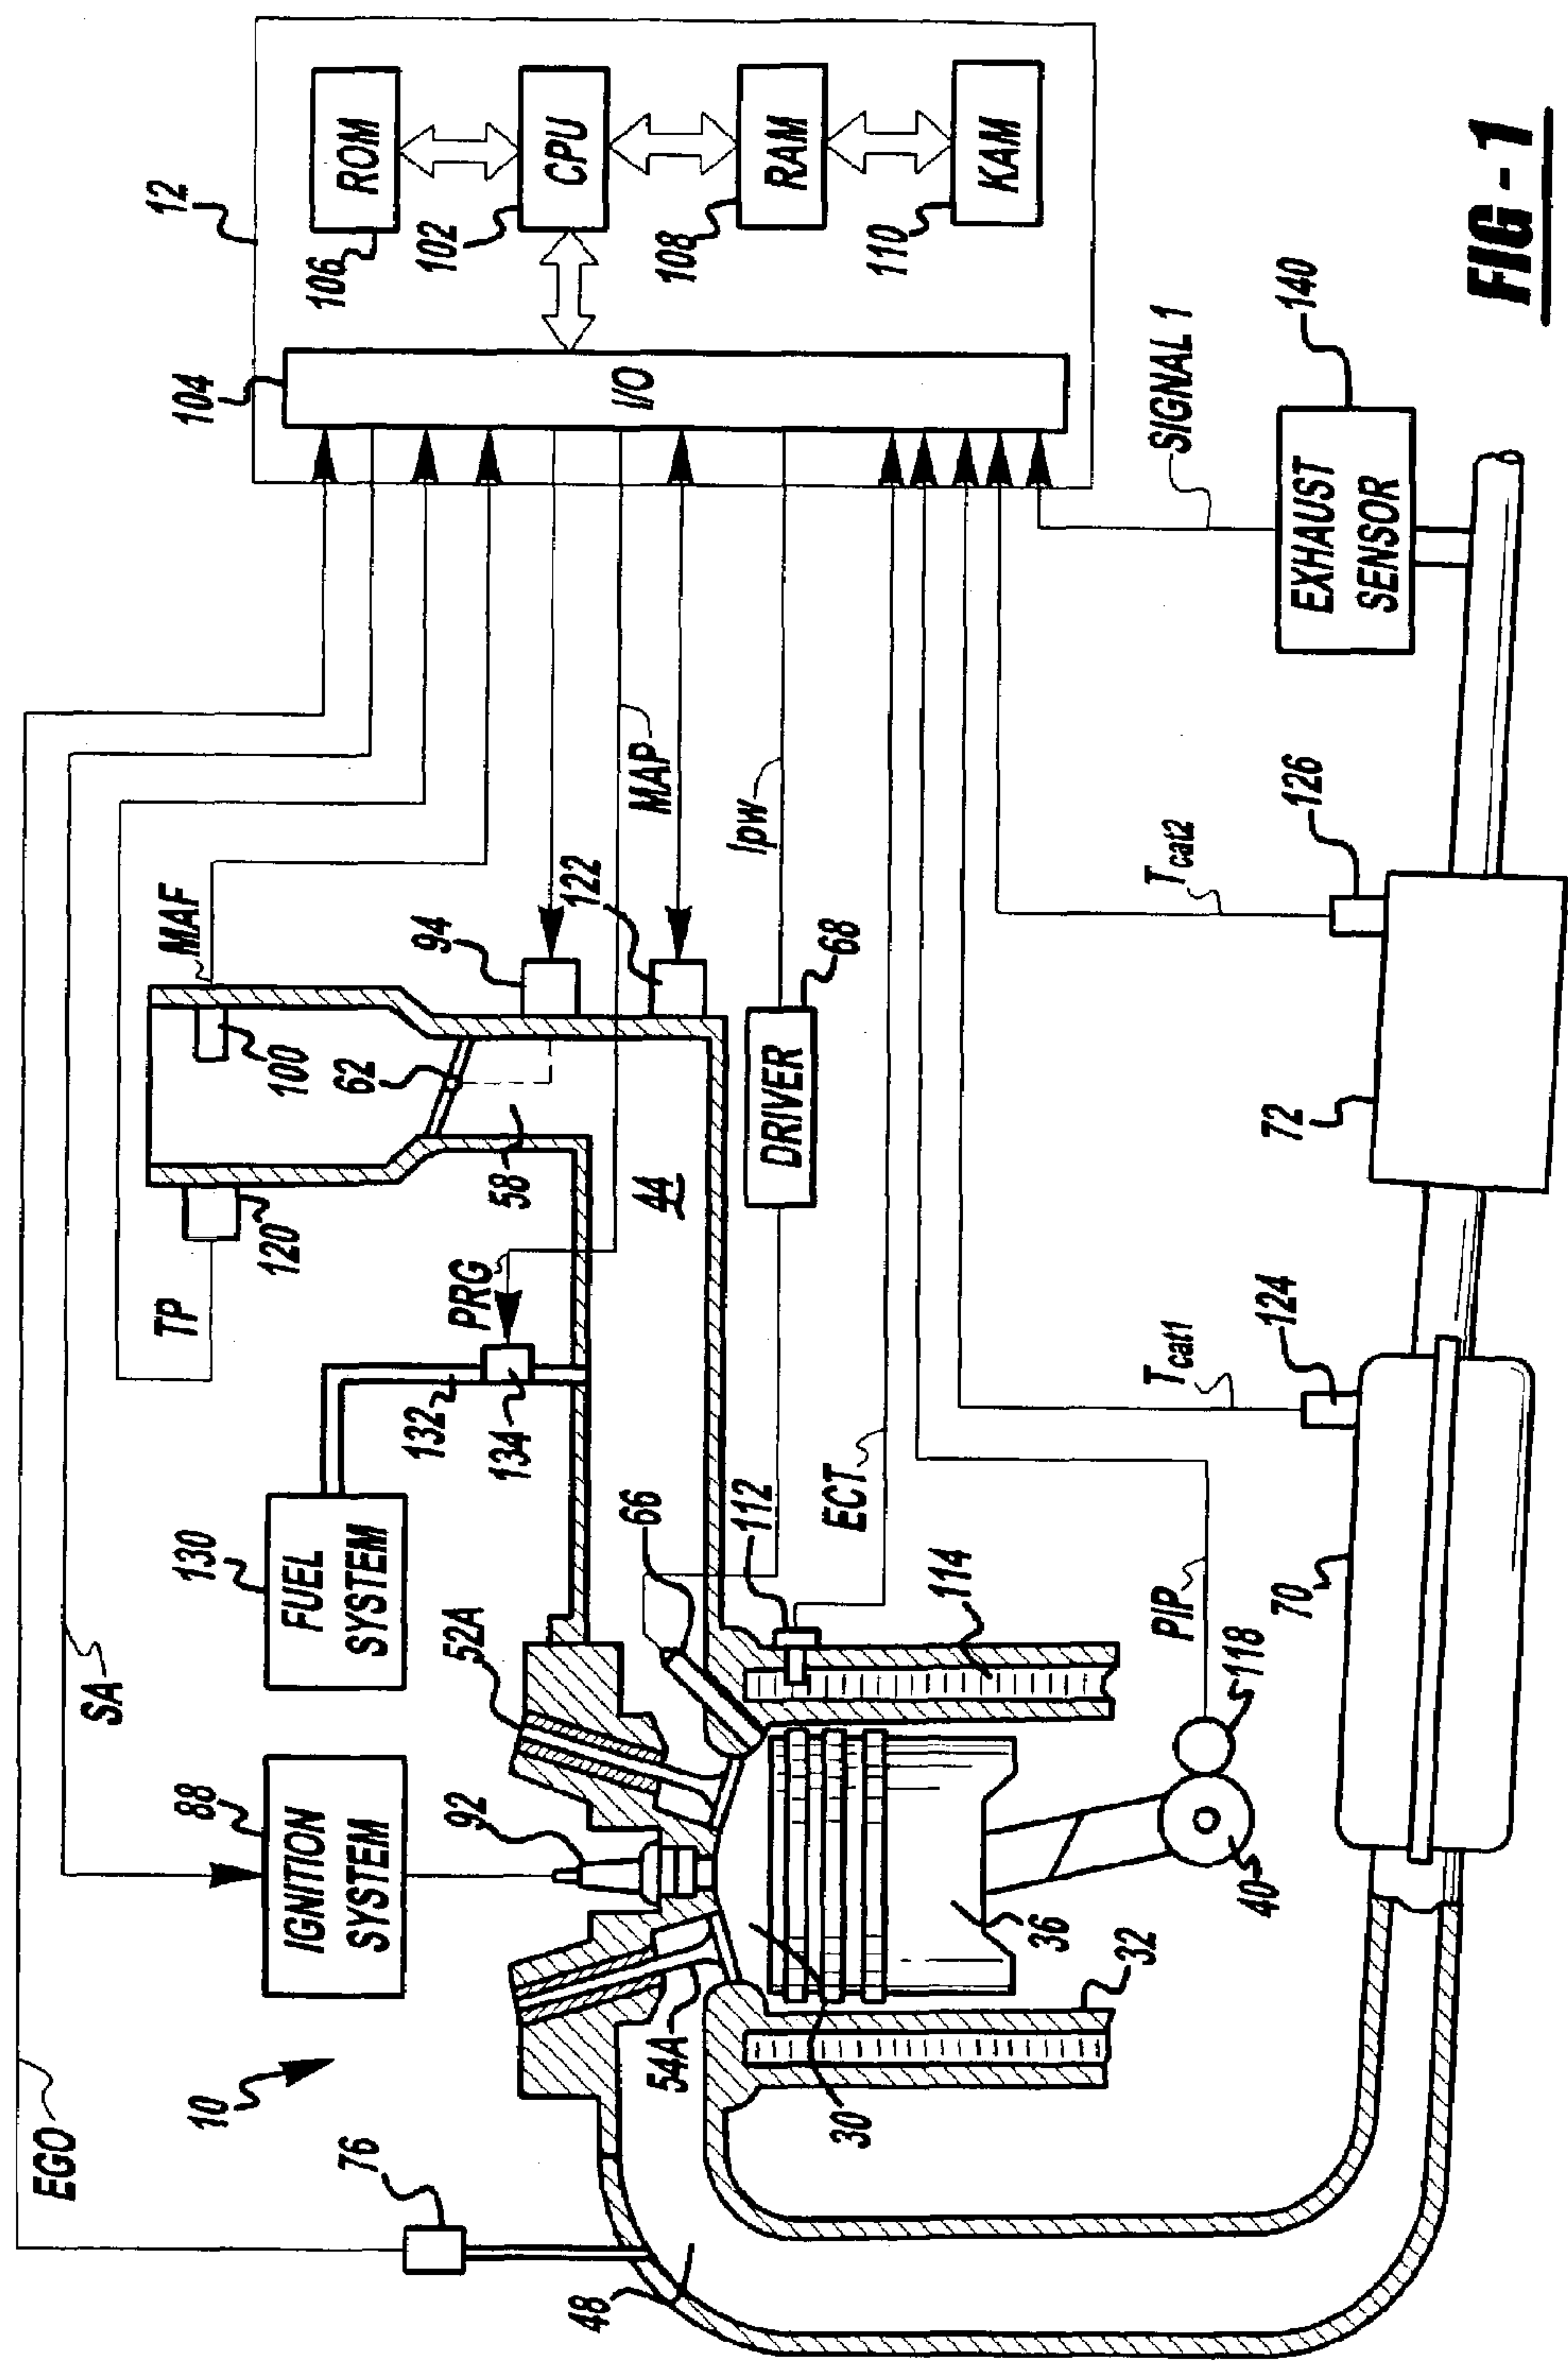 EGO
SA
TP
MAF
12
104
106
ROM
102
CPU
108
RAM
110
KAM
I/O
10
76
48
88
IGNITION
SYSTEM
130
FUEL
SYSTEM
92
52A
54A
132
134
PRG
120
100
62
58
94
122
44
MAP
Ipw
DRIVER
68
66
112
ECT
114
30
36
32
40
118
PIP
70
Tcat1
124
72
Tcat2
126
SIGNAL 1
EXHAUST
SENSOR
140
FIG - 1